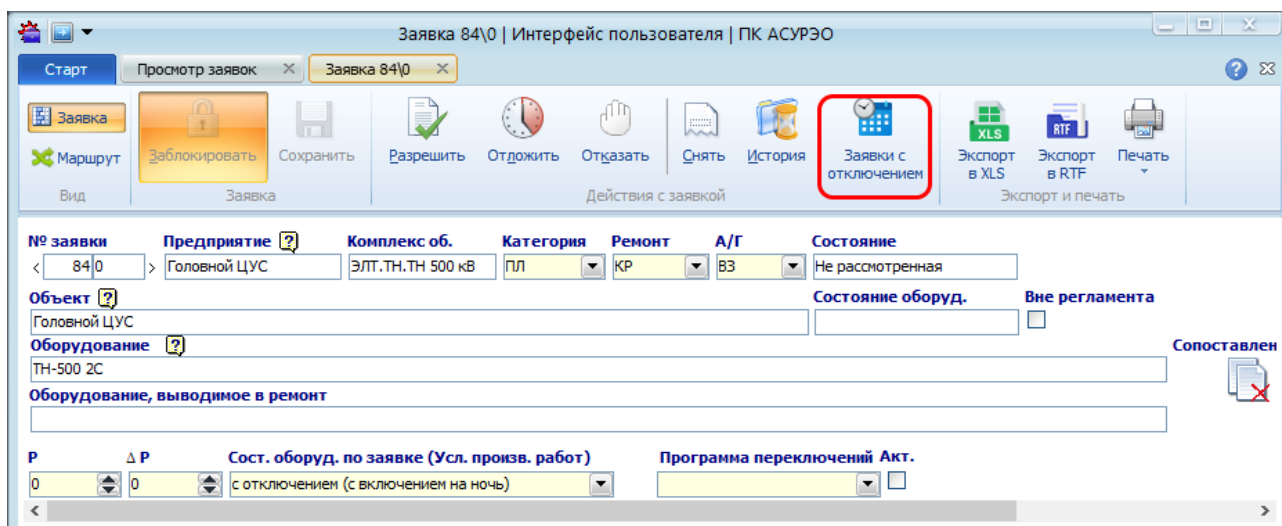 Заявка 84\0 | Интерфейс пользователя | ПК АСУРЭО
Старт Просмотр заявок Заявка 84\0
Заявка
Маршрут
Вид
Заблокировать Сохранить
Заявка
Разрешить Отложить Отказать Снять История Заявки с отключением
Действия с заявкой
XLS RTF
Экспорт в XLS Экспорт в RTF Печать
Экспорт и печать
№ заявки Предприятие ? Комплекс об. Категория Ремонт А/Г Состояние
< 84 0 > Головной ЦУС ЭЛТ.ТН.ТН 500 кВ ПЛ КР ВЗ Не рассмотренная
Объект ? Состояние оборуд. Вне регламента
Головной ЦУС
Оборудование ? Сопоставлен
ТН-500 2С
Оборудование, выводимое в ремонт
Р Δ Р Сост. оборуд. по заявке (Усл. произв. работ) Программа переключений Акт.
0 0 с отключением (с включением на ночь)